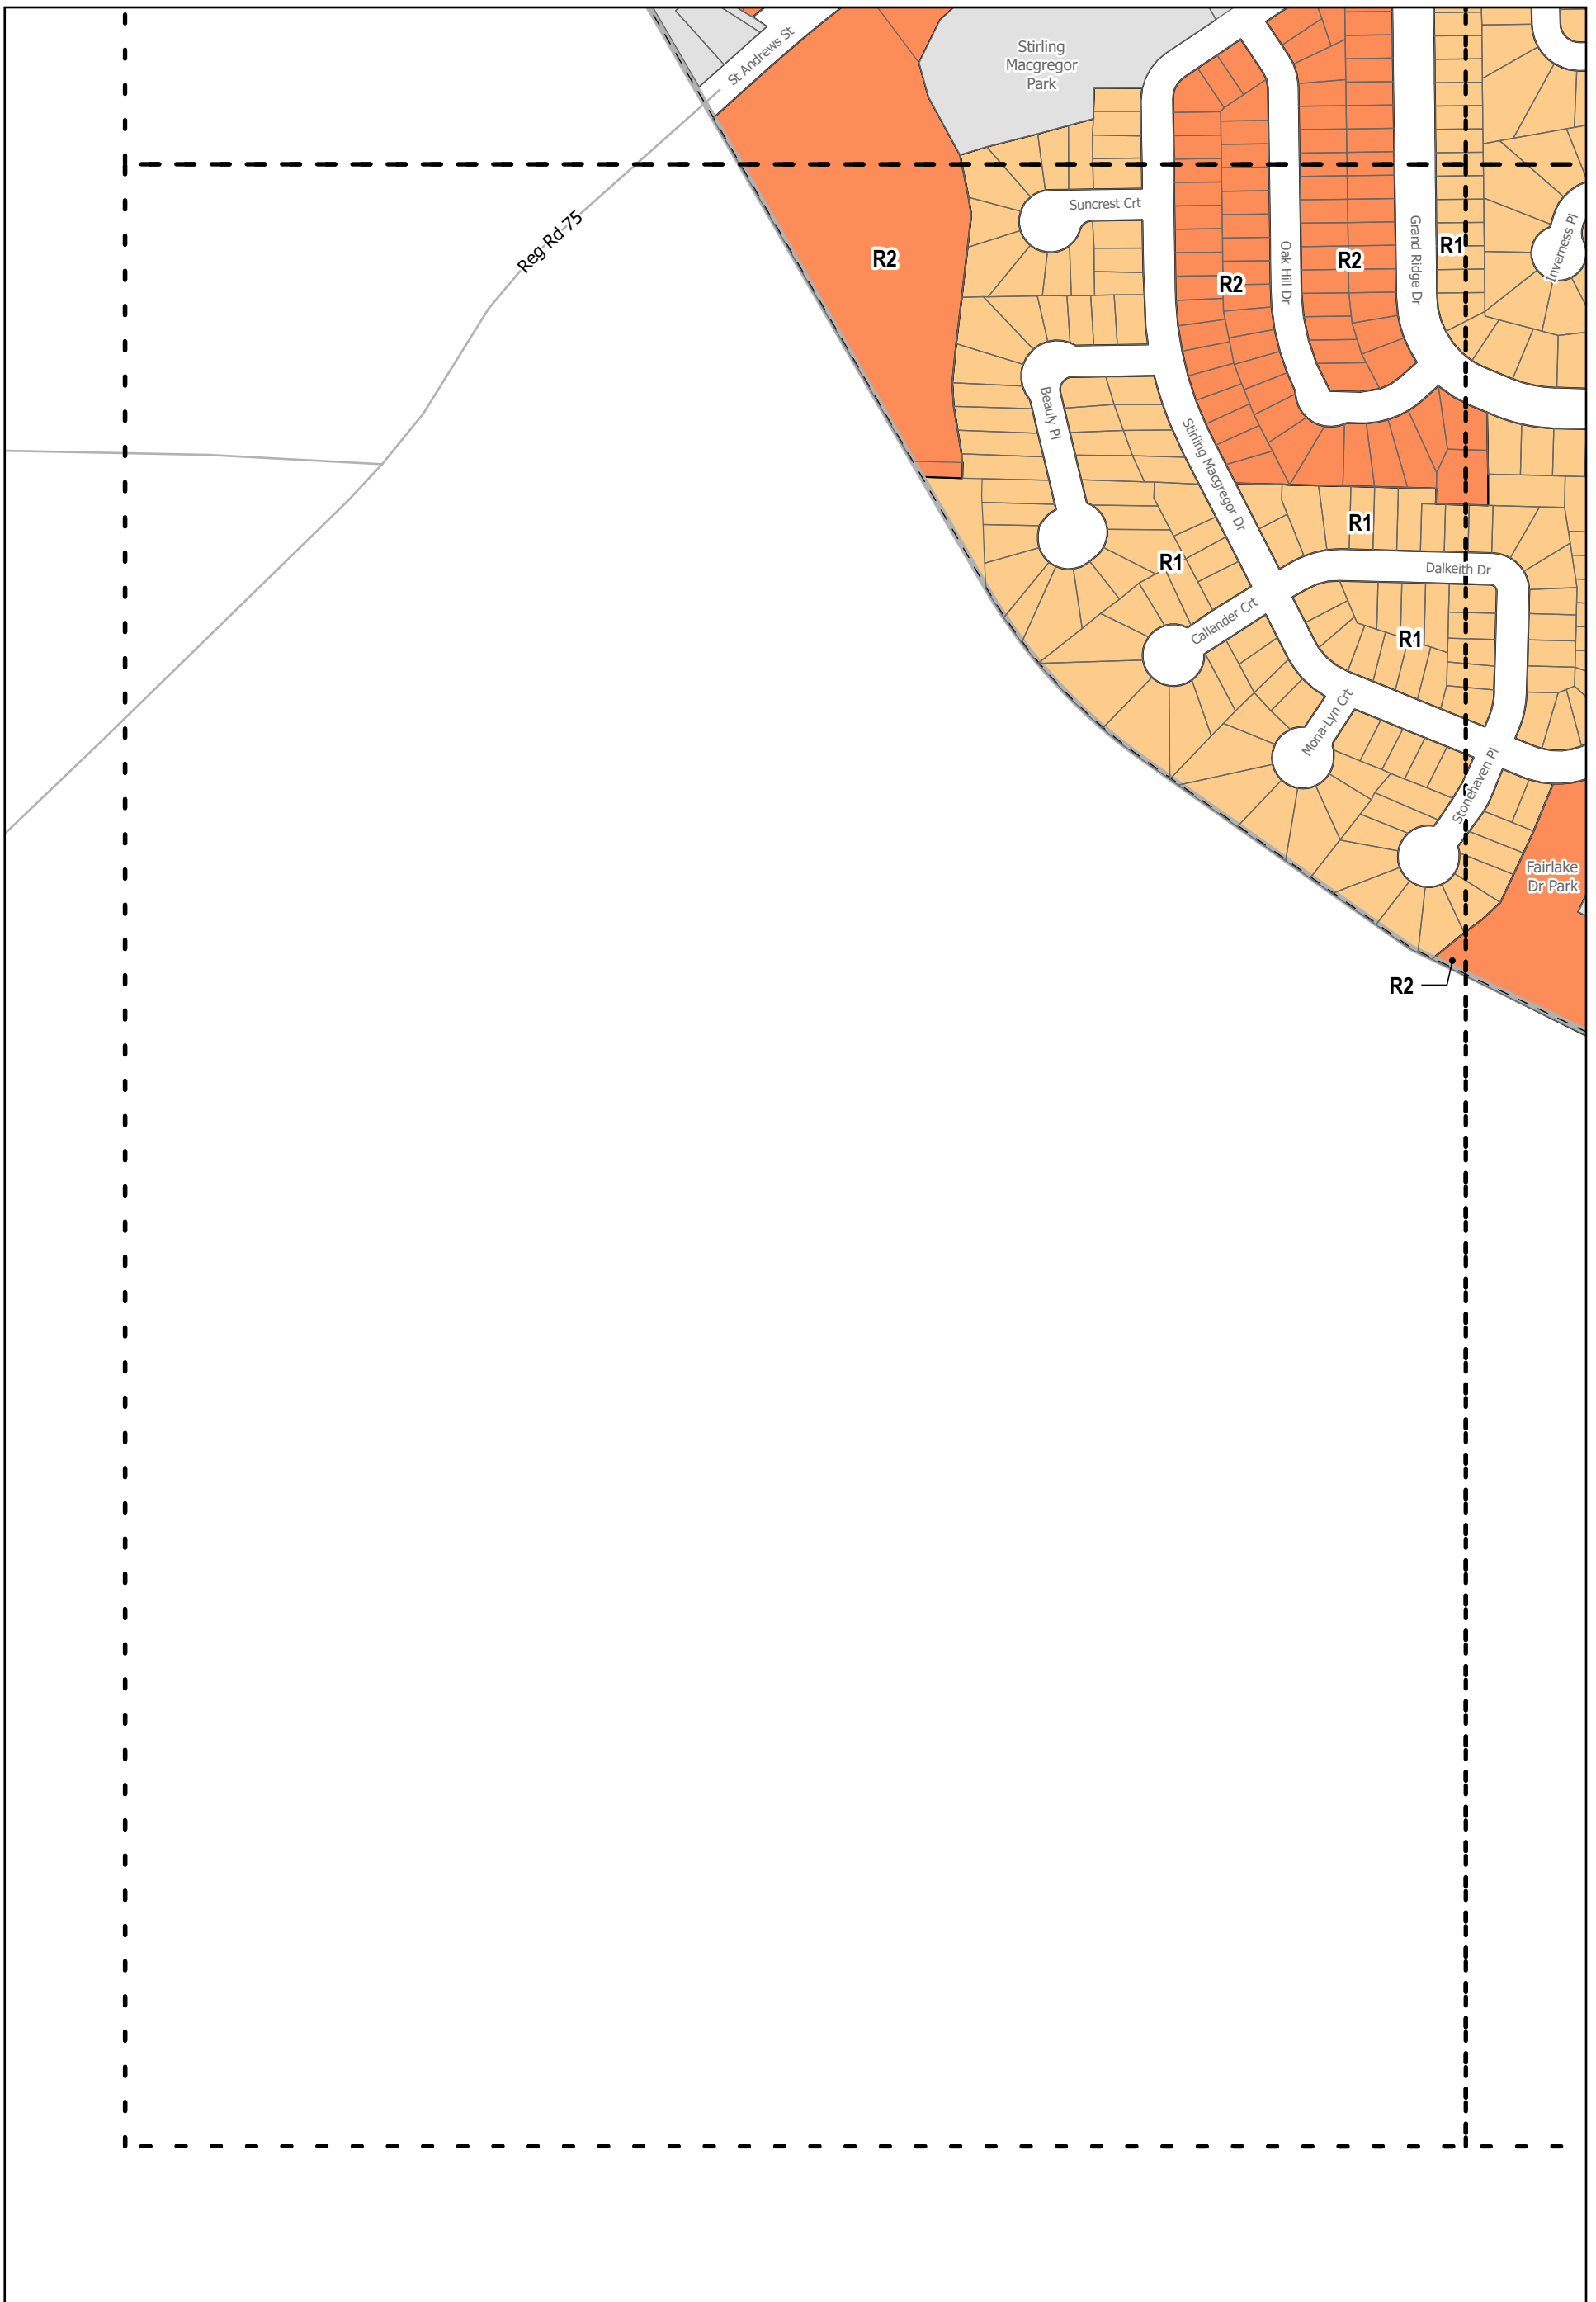 St Andrews St
Stirling
Macgregor
Park
Suncrest Crt
Reg Rd 75
R2
R2
Oak Hill Dr
R2
Grand Ridge Dr
R1
Inverness Pl
Beauly Pl
Stirling Macgregor Dr
R1
R1
Dalkeith Dr
Callander Crt
R1
Mona-Lyn Crt
Stonehaven Pl
Fairlake
Dr Park
R2